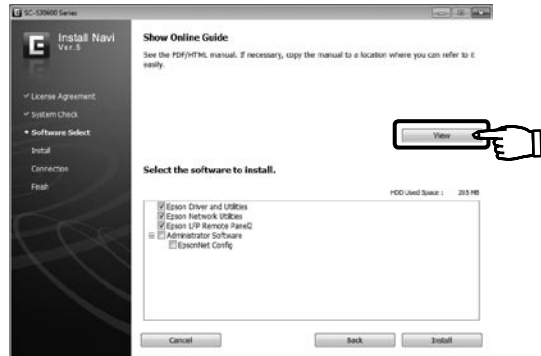 SC-S30600 Series
Install Navi
Ver.5
Show Online Guide
See the PDF/HTML manual. If necessary, copy the manual to a location where you can refer to it
easily.
License Agreement
System Check
Software Select
Install
Connection
Finish
View
Select the software to install.
HDD Used Space : 285 MB
Epson Driver and Utilities
Epson Network Utilities
Epson LFP Remote Panel2
Administrator Software
EpsonNet Config
Cancel
Back
Install